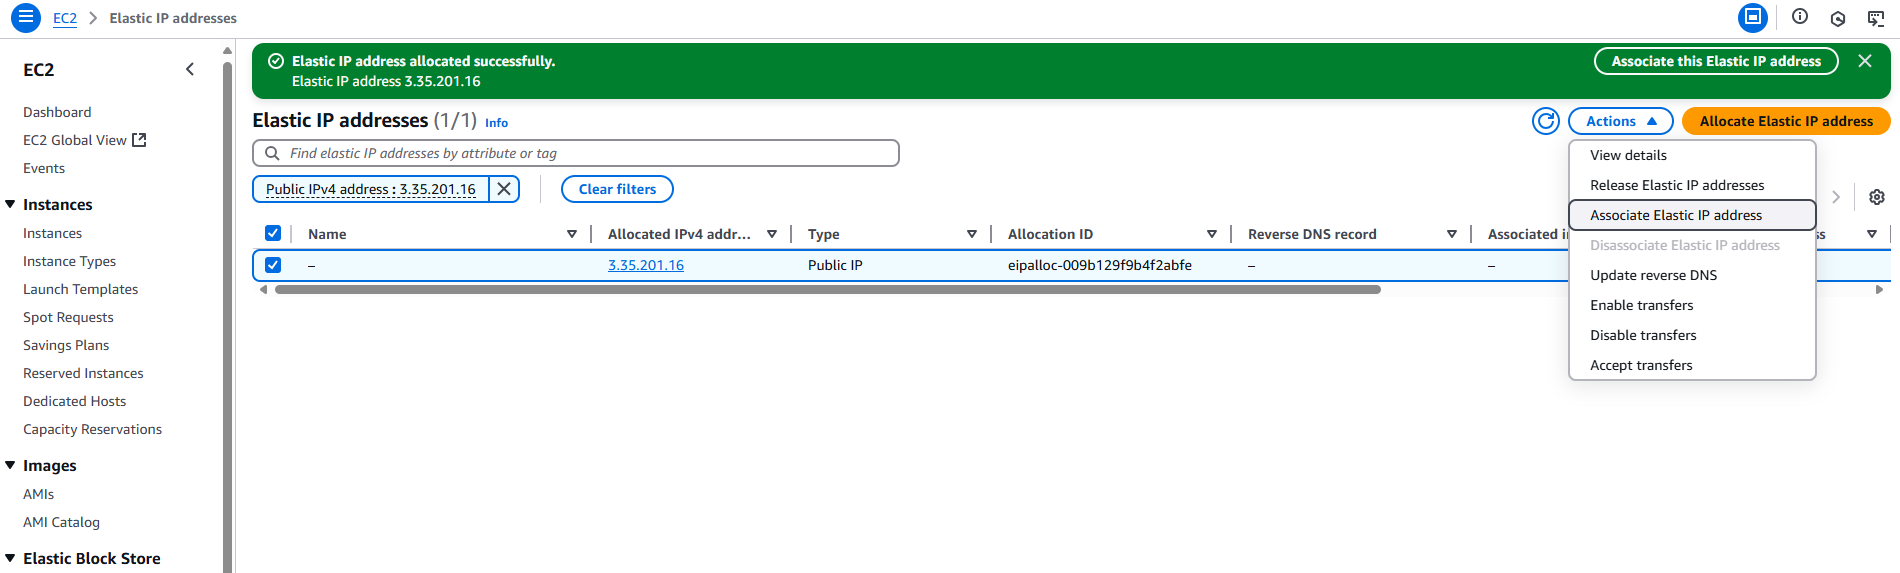 EC2 > Elastic IP addresses
EC2
Dashboard
EC2 Global View
Events
Instances
Instances
Instance Types
Launch Templates
Spot Requests
Savings Plans
Reserved Instances
Dedicated Hosts
Capacity Reservations
Images
AMIs
AMI Catalog
Elastic Block Store
Elastic IP address allocated successfully.
Elastic IP address 3.35.201.16
Associate this Elastic IP address
Elastic IP addresses (1/1) Info
Actions
Allocate Elastic IP address
Find elastic IP addresses by attribute or tag
Public IPv4 address : 3.35.201.16
Clear filters
View details
Release Elastic IP addresses
Associate Elastic IP address
Disassociate Elastic IP address
Update reverse DNS
Enable transfers
Disable transfers
Accept transfers
Name Allocated IPv4 addr... Type Allocation ID Reverse DNS record Associated
– 3.35.201.16 Public IP eipalloc-009b129f9b4f2abfe – –